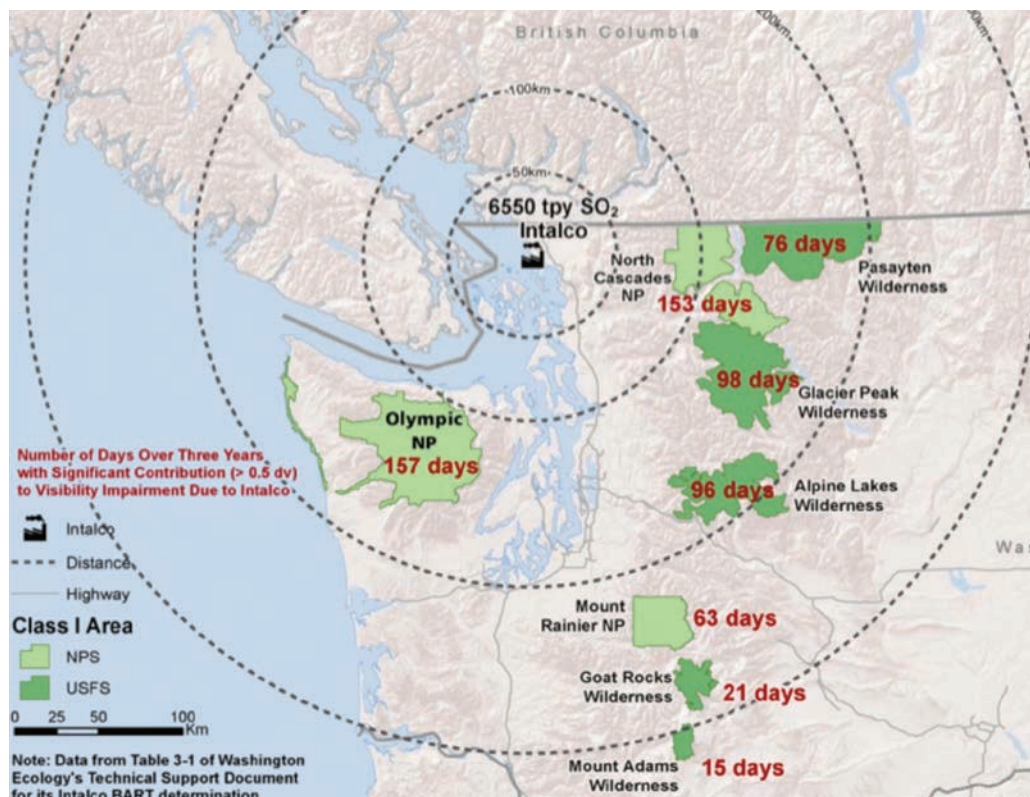 British Columbia
200km
100km
50km
6550 tpy SO₂
Intalco
North
Cascades
NP
153 days
76 days
Pasayten
Wilderness
98 days
Glacier Peak
Wilderness
Olympic
NP
157 days
96 days
Alpine Lakes
Wilderness
Number of Days Over Three Years
with Significant Contribution (> 0.5 dv)
to Visibility Impairment Due to Intalco
Intalco
Distance
Highway
Class I Area
NPS
USFS
0 25 50 100
Km
Mount
Rainier NP
63 days
Goat Rocks
Wilderness
21 days
Mount Adams
Wilderness
15 days
Note: Data from Table 3-1 of Washington
Ecology's Technical Support Document
for its Intalco BART determination